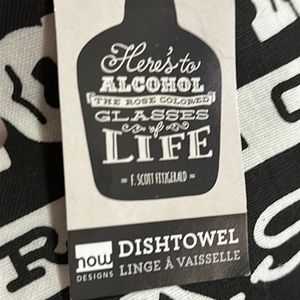 Here's to
ALCOHOL
THE ROSE COLORED
GLASSES
of
LIFE
= F. SCOTT FITZGERALD =
now
DESIGNS
DISHTOWEL
LINGE À VAISSELLE